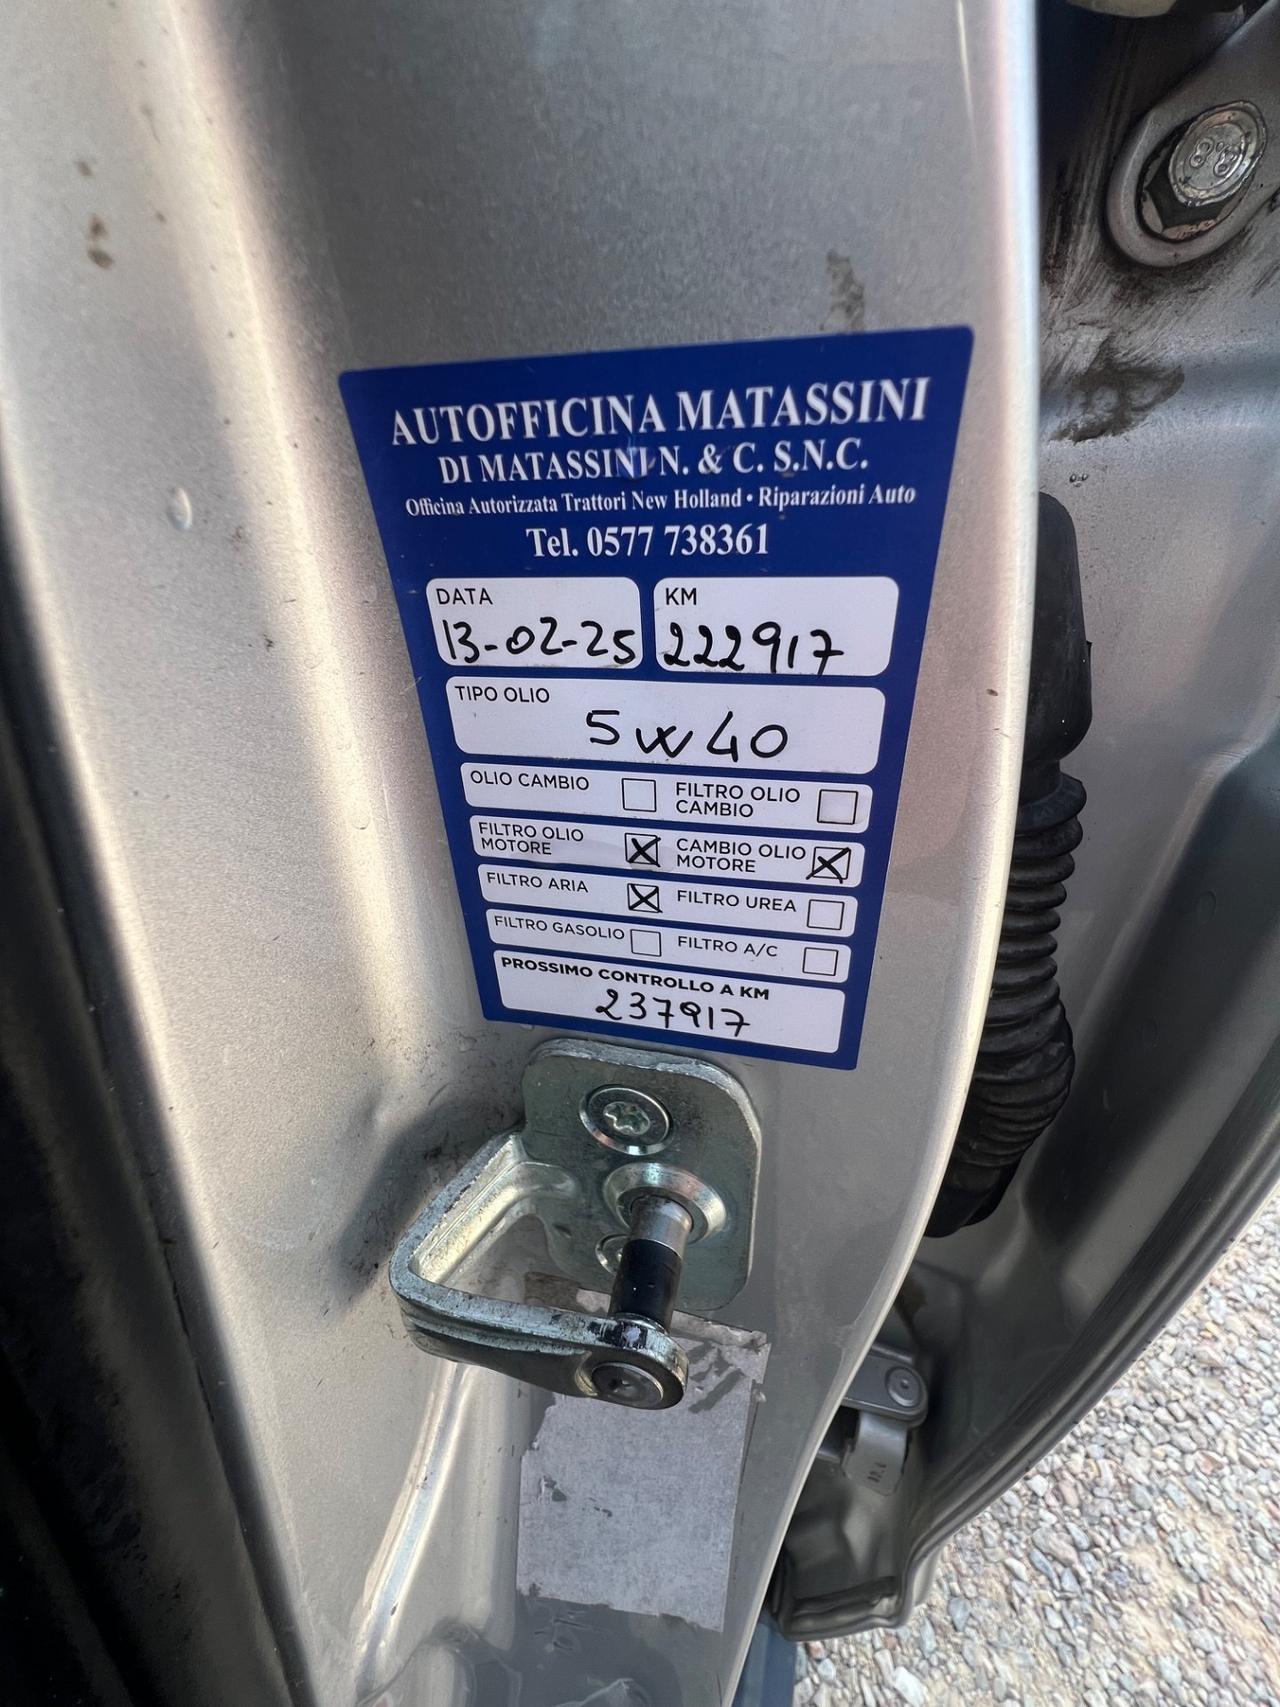 AUTOFFICINA MATASSINI
DI MATASSINI N. & C. S.N.C.
Officina Autorizzata Trattori New Holland • Riparazioni Auto
Tel. 0577 738361
DATA
13-02-25
KM
222917
TIPO OLIO
5W40
OLIO CAMBIO
FILTRO OLIO
CAMBIO
FILTRO OLIO
MOTORE
CAMBIO OLIO
MOTORE
FILTRO ARIA
FILTRO UREA
FILTRO GASOLIO
FILTRO A/C
PROSSIMO CONTROLLO A KM
237917
8.8